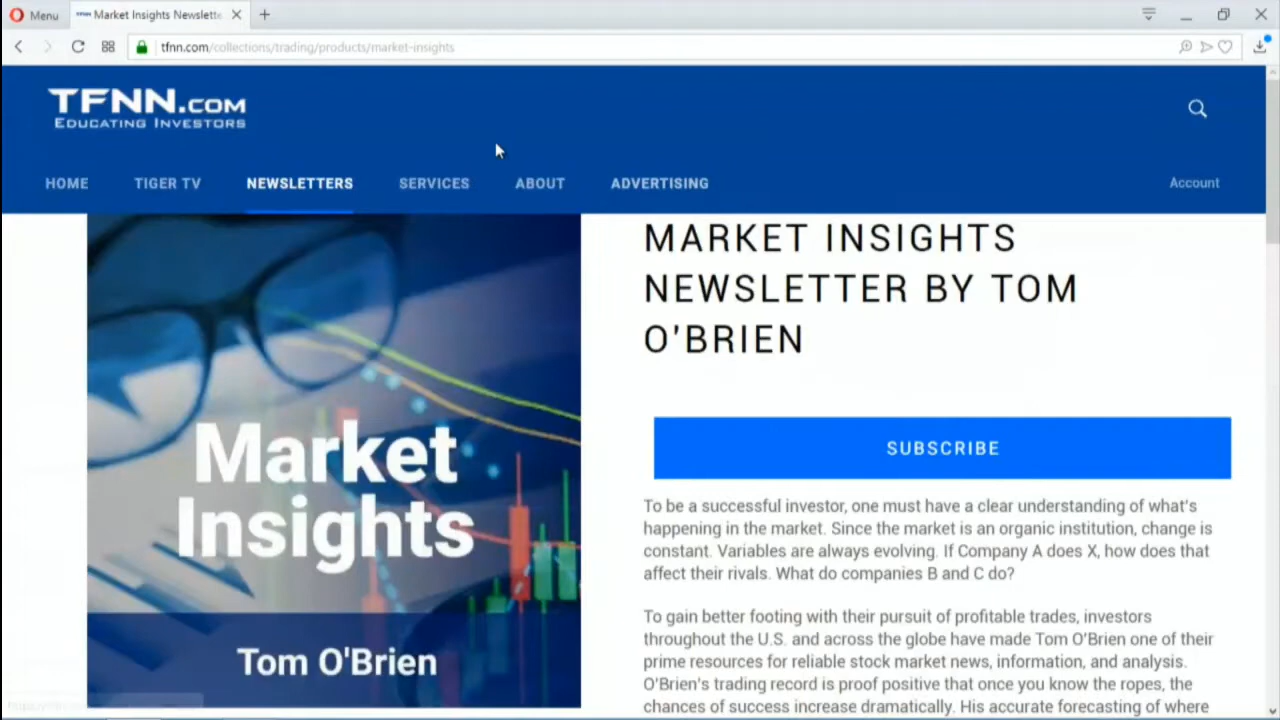 Menu
Market Insights Newslette
tfnn.com/collections/trading/products/market-insights
TFNN.COM
EDUCATING INVESTORS
HOME TIGER TV NEWSLETTERS SERVICES ABOUT ADVERTISING Account
MARKET INSIGHTS
NEWSLETTER BY TOM
O'BRIEN
Market
Insights
Tom O'Brien
SUBSCRIBE
To be a successful investor, one must have a clear understanding of what's
happening in the market. Since the market is an organic institution, change is
constant. Variables are always evolving. If Company A does X, how does that
affect their rivals. What do companies B and C do?
To gain better footing with their pursuit of profitable trades, investors
throughout the U.S. and across the globe have made Tom O'Brien one of their
prime resources for reliable stock market news, information, and analysis.
O'Brien's trading record is proof positive that once you know the ropes, the
chances of success increase dramatically. His accurate forecasting of where